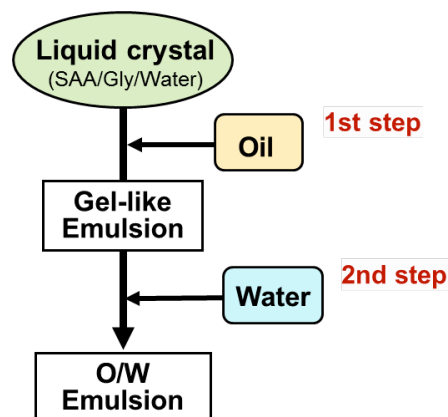 Liquid crystal
(SAA/Gly/Water)
1st step
Oil
Gel-like
Emulsion
2nd step
Water
O/W
Emulsion